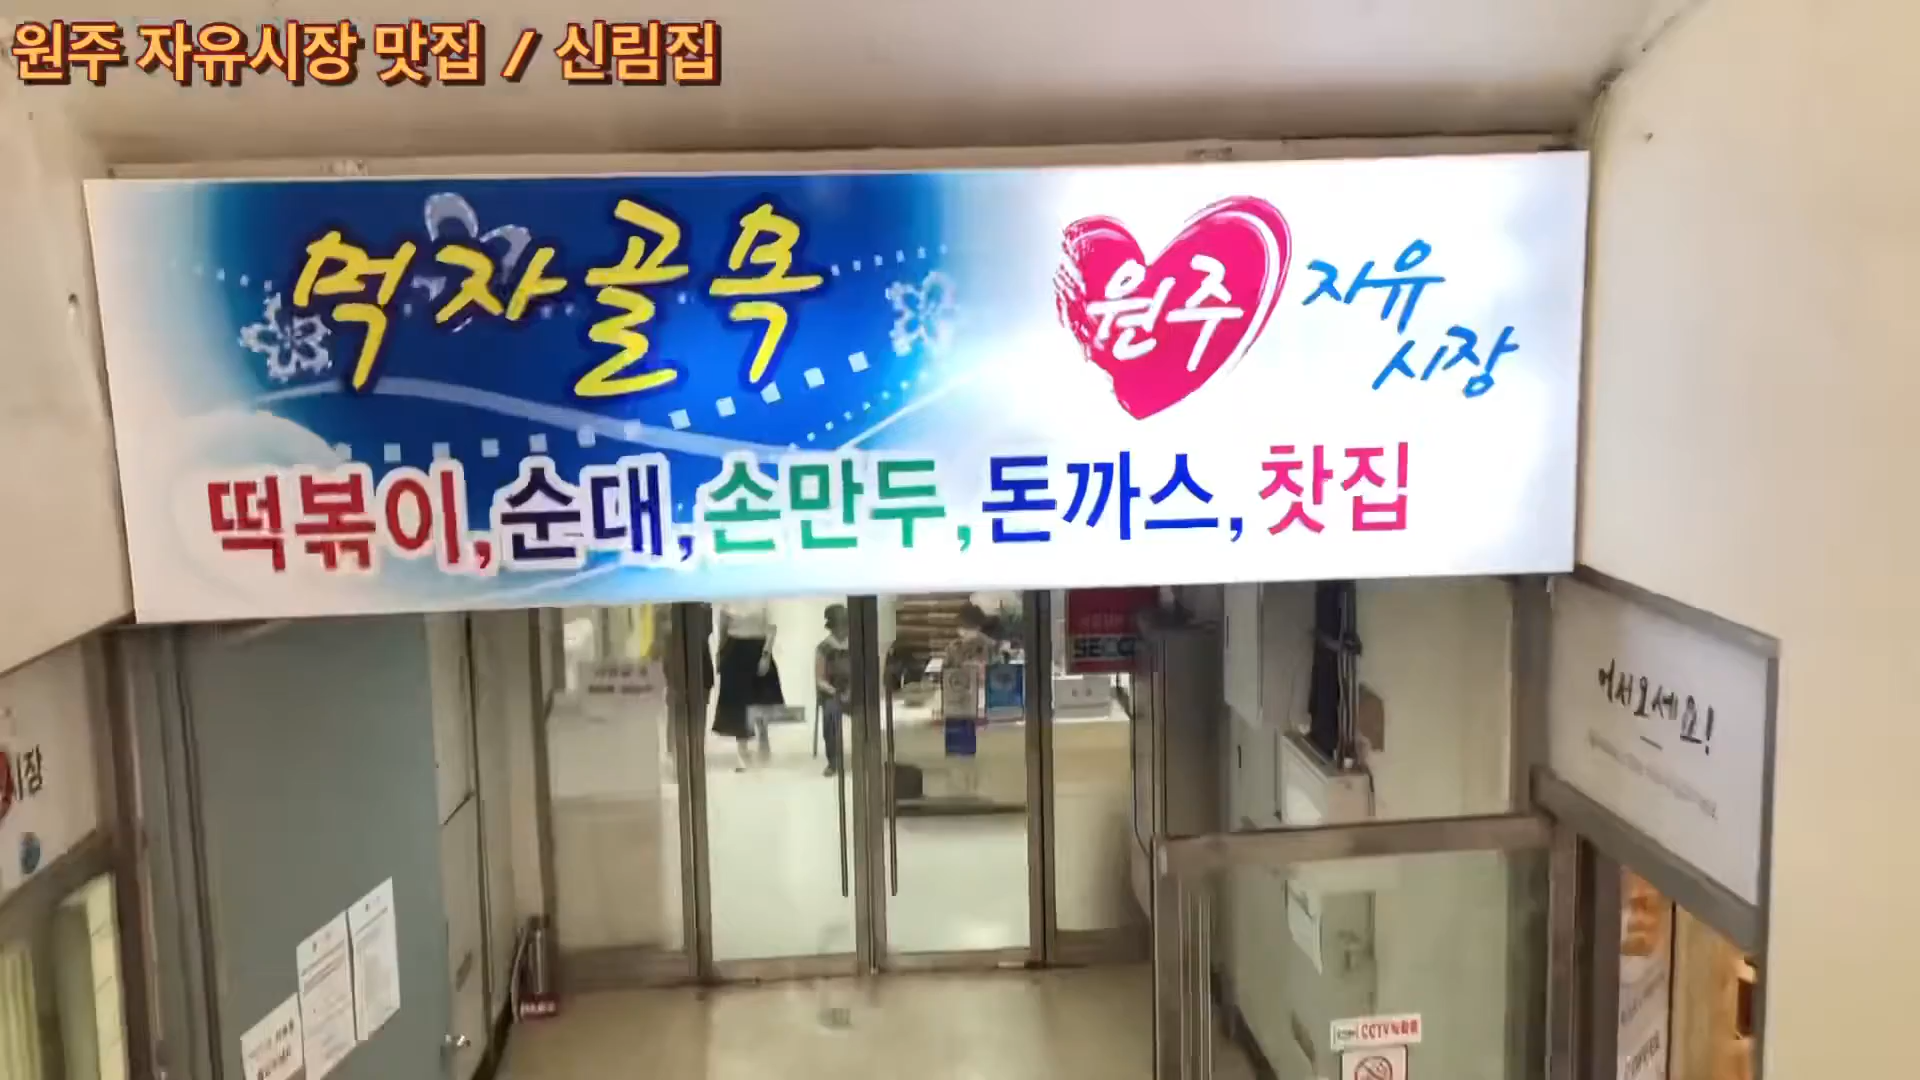 원주 자유시장 맛집 / 신림집
먹자골목
원주 자유
시장
떡볶이,순대,손만두,돈까스,찻집
어서오세요!
시장